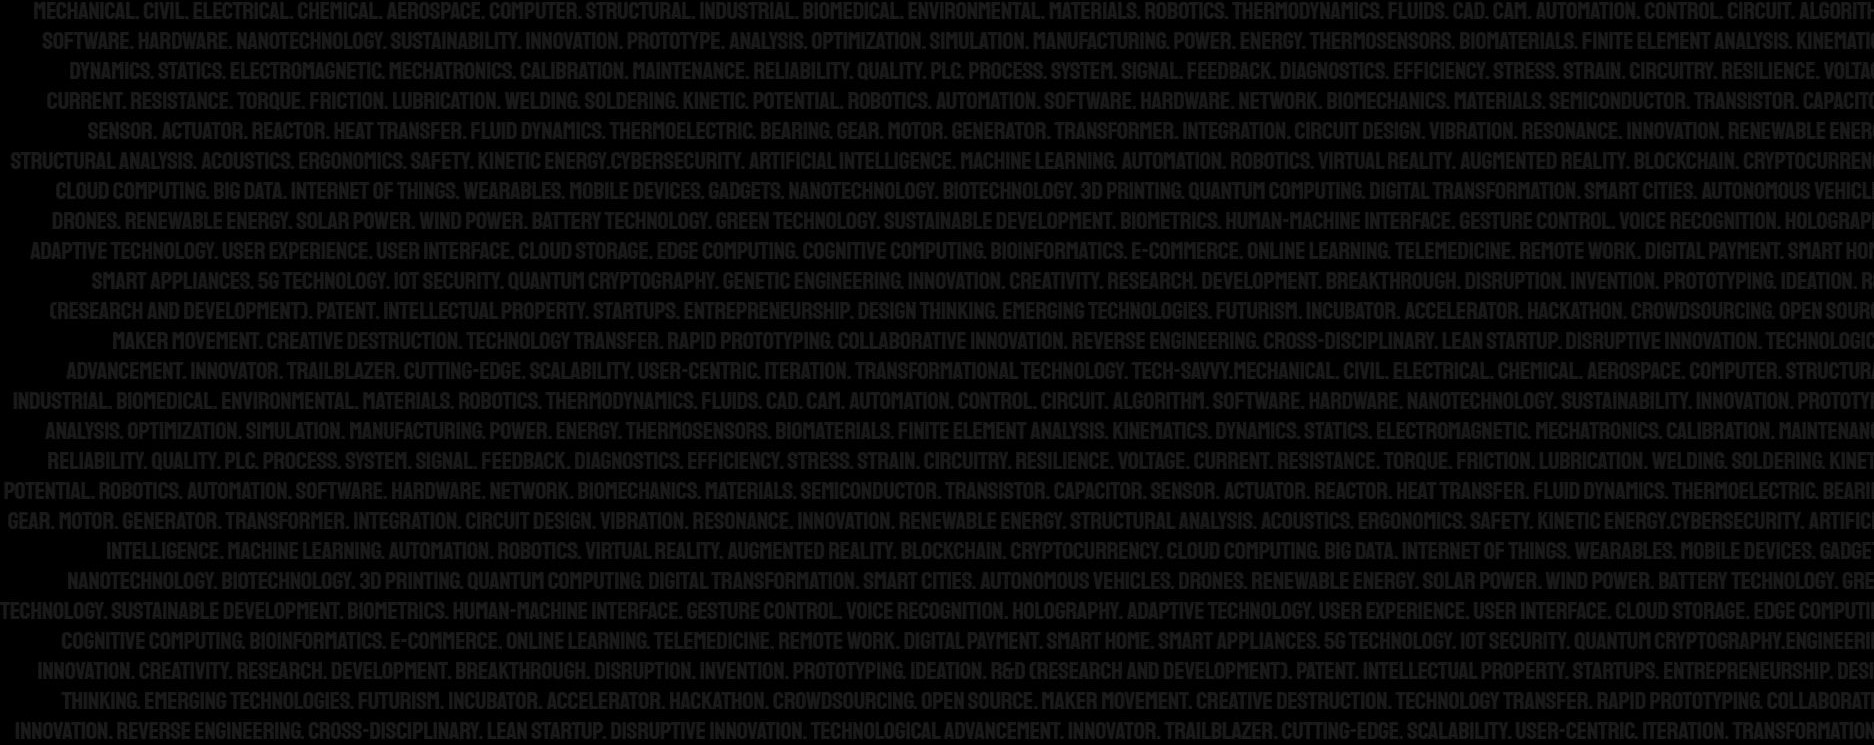 MECHANICAL. CIVIL. ELECTRICAL. CHEMICAL. AEROSPACE. COMPUTER. STRUCTURAL. INDUSTRIAL. BIOMEDICAL. ENVIRONMENTAL. MATERIALS. ROBOTICS. THERMODYNAMICS. FLUIDS. CAD. CAM. AUTOMATION. CONTROL. CIRCUIT. ALGORIT
SOFTWARE. HARDWARE. NANOTECHNOLOGY. SUSTAINABILITY. INNOVATION. PROTOTYPE. ANALYSIS. OPTIMIZATION. SIMULATION. MANUFACTURING. POWER. ENERGY. THERMOSENSORS. BIOMATERIALS. FINITE ELEMENT ANALYSIS. KINEMATI
DYNAMICS. STATICS. ELECTROMAGNETIC. MECHATRONICS. CALIBRATION. MAINTENANCE. RELIABILITY. QUALITY. PLC. PROCESS. SYSTEM. SIGNAL. FEEDBACK. DIAGNOSTICS. EFFICIENCY. STRESS. STRAIN. CIRCUITRY. RESILIENCE. VOLTA
CURRENT. RESISTANCE. TORQUE. FRICTION. LUBRICATION. WELDING. SOLDERING. KINETIC. POTENTIAL. ROBOTICS. AUTOMATION. SOFTWARE. HARDWARE. NETWORK. BIOMECHANICS. MATERIALS. SEMICONDUCTOR. TRANSISTOR. CAPACIT
SENSOR. ACTUATOR. REACTOR. HEAT TRANSFER. FLUID DYNAMICS. THERMOELECTRIC. BEARING. GEAR. MOTOR. GENERATOR. TRANSFORMER. INTEGRATION. CIRCUIT DESIGN. VIBRATION. RESONANCE. INNOVATION. RENEWABLE ENER
STRUCTURAL ANALYSIS. ACOUSTICS. ERGONOMICS. SAFETY. KINETIC ENERGY.CYBERSECURITY. ARTIFICIAL INTELLIGENCE. MACHINE LEARNING. AUTOMATION. ROBOTICS. VIRTUAL REALITY. AUGMENTED REALITY. BLOCKCHAIN. CRYPTOCURREN
CLOUD COMPUTING. BIG DATA. INTERNET OF THINGS. WEARABLES. MOBILE DEVICES. GADGETS. NANOTECHNOLOGY. BIOTECHNOLOGY. 3D PRINTING. QUANTUM COMPUTING. DIGITAL TRANSFORMATION. SMART CITIES. AUTONOMOUS VEHICL
DRONES. RENEWABLE ENERGY. SOLAR POWER. WIND POWER. BATTERY TECHNOLOGY. GREEN TECHNOLOGY. SUSTAINABLE DEVELOPMENT. BIOMETRICS. HUMAN-MACHINE INTERFACE. GESTURE CONTROL. VOICE RECOGNITION. HOLOGRAP
ADAPTIVE TECHNOLOGY. USER EXPERIENCE. USER INTERFACE. CLOUD STORAGE. EDGE COMPUTING. COGNITIVE COMPUTING. BIOINFORMATICS. E-COMMERCE. ONLINE LEARNING. TELEMEDICINE. REMOTE WORK. DIGITAL PAYMENT. SMART HO
SMART APPLIANCES. 5G TECHNOLOGY. IOT SECURITY. QUANTUM CRYPTOGRAPHY. GENETIC ENGINEERING. INNOVATION. CREATIVITY. RESEARCH. DEVELOPMENT. BREAKTHROUGH. DISRUPTION. INVENTION. PROTOTYPING. IDEATION. R
(RESEARCH AND DEVELOPMENT). PATENT. INTELLECTUAL PROPERTY. STARTUPS. ENTREPRENEURSHIP. DESIGN THINKING. EMERGING TECHNOLOGIES. FUTURISM. INCUBATOR. ACCELERATOR. HACKATHON. CROWDSOURCING. OPEN SOUR
MAKER MOVEMENT. CREATIVE DESTRUCTION. TECHNOLOGY TRANSFER. RAPID PROTOTYPING. COLLABORATIVE INNOVATION. REVERSE ENGINEERING. CROSS-DISCIPLINARY. LEAN STARTUP. DISRUPTIVE INNOVATION. TECHNOLOGIC
ADVANCEMENT. INNOVATOR. TRAILBLAZER. CUTTING-EDGE. SCALABILITY. USER-CENTRIC. ITERATION. TRANSFORMATIONAL TECHNOLOGY. TECH-SAVVY.MECHANICAL. CIVIL. ELECTRICAL. CHEMICAL. AEROSPACE. COMPUTER. STRUCTUR
INDUSTRIAL. BIOMEDICAL. ENVIRONMENTAL. MATERIALS. ROBOTICS. THERMODYNAMICS. FLUIDS. CAD. CAM. AUTOMATION. CONTROL. CIRCUIT. ALGORITHM. SOFTWARE. HARDWARE. NANOTECHNOLOGY. SUSTAINABILITY. INNOVATION. PROTOTY
ANALYSIS. OPTIMIZATION. SIMULATION. MANUFACTURING. POWER. ENERGY. THERMOSENSORS. BIOMATERIALS. FINITE ELEMENT ANALYSIS. KINEMATICS. DYNAMICS. STATICS. ELECTROMAGNETIC. MECHATRONICS. CALIBRATION. MAINTENAN
RELIABILITY. QUALITY. PLC. PROCESS. SYSTEM. SIGNAL. FEEDBACK. DIAGNOSTICS. EFFICIENCY. STRESS. STRAIN. CIRCUITRY. RESILIENCE. VOLTAGE. CURRENT. RESISTANCE. TORQUE. FRICTION. LUBRICATION. WELDING. SOLDERING. KINET
POTENTIAL. ROBOTICS. AUTOMATION. SOFTWARE. HARDWARE. NETWORK. BIOMECHANICS. MATERIALS. SEMICONDUCTOR. TRANSISTOR. CAPACITOR. SENSOR. ACTUATOR. REACTOR. HEAT TRANSFER. FLUID DYNAMICS. THERMOELECTRIC. BEARI
GEAR. MOTOR. GENERATOR. TRANSFORMER. INTEGRATION. CIRCUIT DESIGN. VIBRATION. RESONANCE. INNOVATION. RENEWABLE ENERGY. STRUCTURAL ANALYSIS. ACOUSTICS. ERGONOMICS. SAFETY. KINETIC ENERGY.CYBERSECURITY. ARTIFIC
INTELLIGENCE. MACHINE LEARNING. AUTOMATION. ROBOTICS. VIRTUAL REALITY. AUGMENTED REALITY. BLOCKCHAIN. CRYPTOCURRENCY. CLOUD COMPUTING. BIG DATA. INTERNET OF THINGS. WEARABLES. MOBILE DEVICES. GADGE
NANOTECHNOLOGY. BIOTECHNOLOGY. 3D PRINTING. QUANTUM COMPUTING. DIGITAL TRANSFORMATION. SMART CITIES. AUTONOMOUS VEHICLES. DRONES. RENEWABLE ENERGY. SOLAR POWER. WIND POWER. BATTERY TECHNOLOGY. GRE
TECHNOLOGY. SUSTAINABLE DEVELOPMENT. BIOMETRICS. HUMAN-MACHINE INTERFACE. GESTURE CONTROL. VOICE RECOGNITION. HOLOGRAPHY. ADAPTIVE TECHNOLOGY. USER EXPERIENCE. USER INTERFACE. CLOUD STORAGE. EDGE COMPUTI
COGNITIVE COMPUTING. BIOINFORMATICS. E-COMMERCE. ONLINE LEARNING. TELEMEDICINE. REMOTE WORK. DIGITAL PAYMENT. SMART HOME. SMART APPLIANCES. 5G TECHNOLOGY. IOT SECURITY. QUANTUM CRYPTOGRAPHY.ENGINEERI
INNOVATION. CREATIVITY. RESEARCH. DEVELOPMENT. BREAKTHROUGH. DISRUPTION. INVENTION. PROTOTYPING. IDEATION. R&D (RESEARCH AND DEVELOPMENT). PATENT. INTELLECTUAL PROPERTY. STARTUPS. ENTREPRENEURSHIP. DES
THINKING. EMERGING TECHNOLOGIES. FUTURISM. INCUBATOR. ACCELERATOR. HACKATHON. CROWDSOURCING. OPEN SOURCE. MAKER MOVEMENT. CREATIVE DESTRUCTION. TECHNOLOGY TRANSFER. RAPID PROTOTYPING. COLLABORAT
INNOVATION. REVERSE ENGINEERING. CROSS-DISCIPLINARY. LEAN STARTUP. DISRUPTIVE INNOVATION. TECHNOLOGICAL ADVANCEMENT. INNOVATOR. TRAILBLAZER. CUTTING-EDGE. SCALABILITY. USER-CENTRIC. ITERATION. TRANSFORMATIO